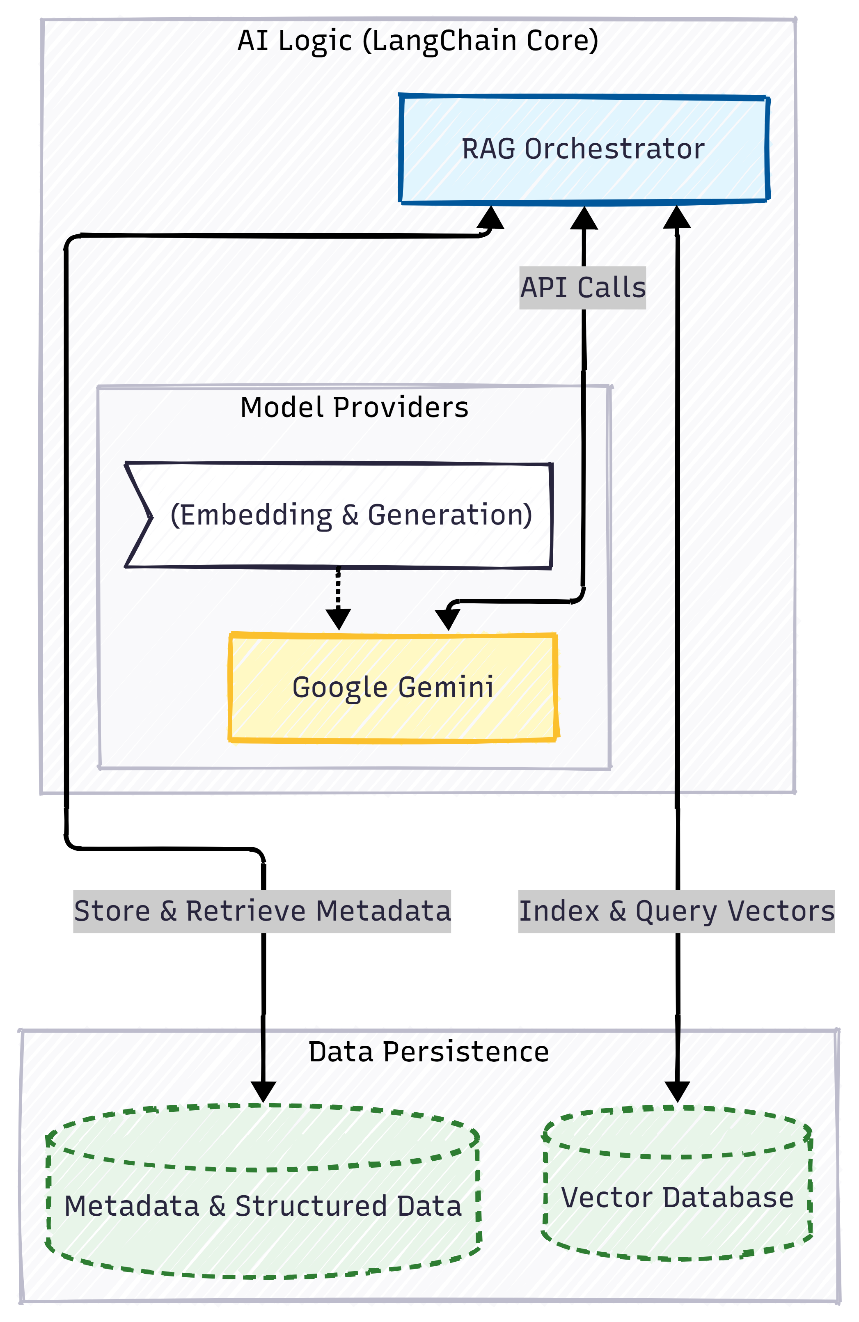 AI Logic (LangChain Core)
RAG Orchestrator
API Calls
Model Providers
(Embedding & Generation)
Google Gemini
Store & Retrieve Metadata
Index & Query Vectors
Data Persistence
Metadata & Structured Data
Vector Database